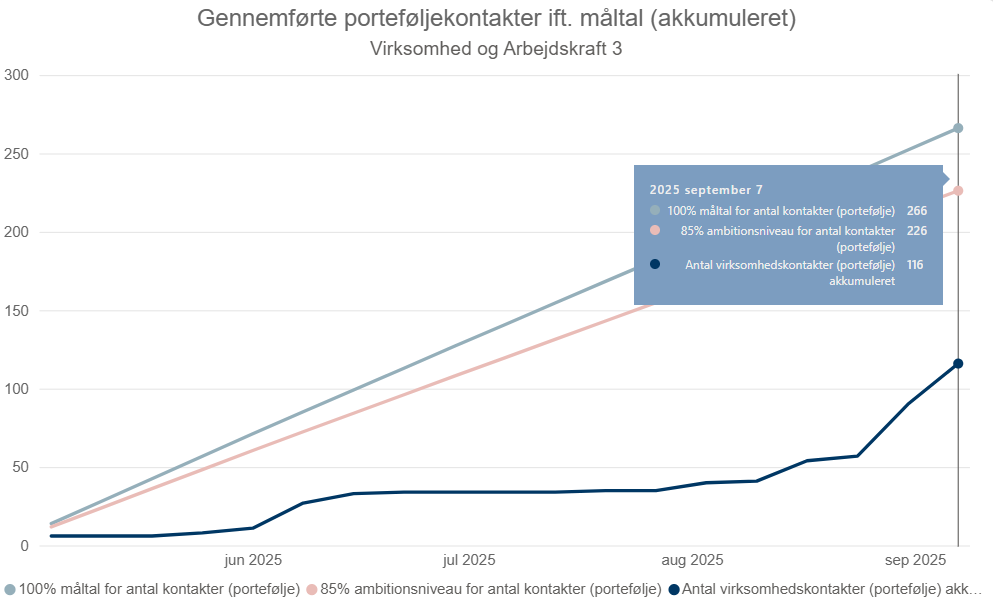 Gennemførte porteføljekontakter ift. måltal (akkumuleret)
Virksomhed og Arbejdskraft 3
300
250
200
150
100
50
0
2025 september 7
100% måltal for antal kontakter (portefølje) 266
85% ambitionsniveau for antal kontakter 226
(portefølje)
Antal virksomhedskontakter (portefølje) 116
akkumuleret
jun 2025 jul 2025 aug 2025 sep 2025
100% måltal for antal kontakter (portefølje) 85% ambitionsniveau for antal kontakter (portefølje) Antal virksomhedskontakter (portefølje) akk…